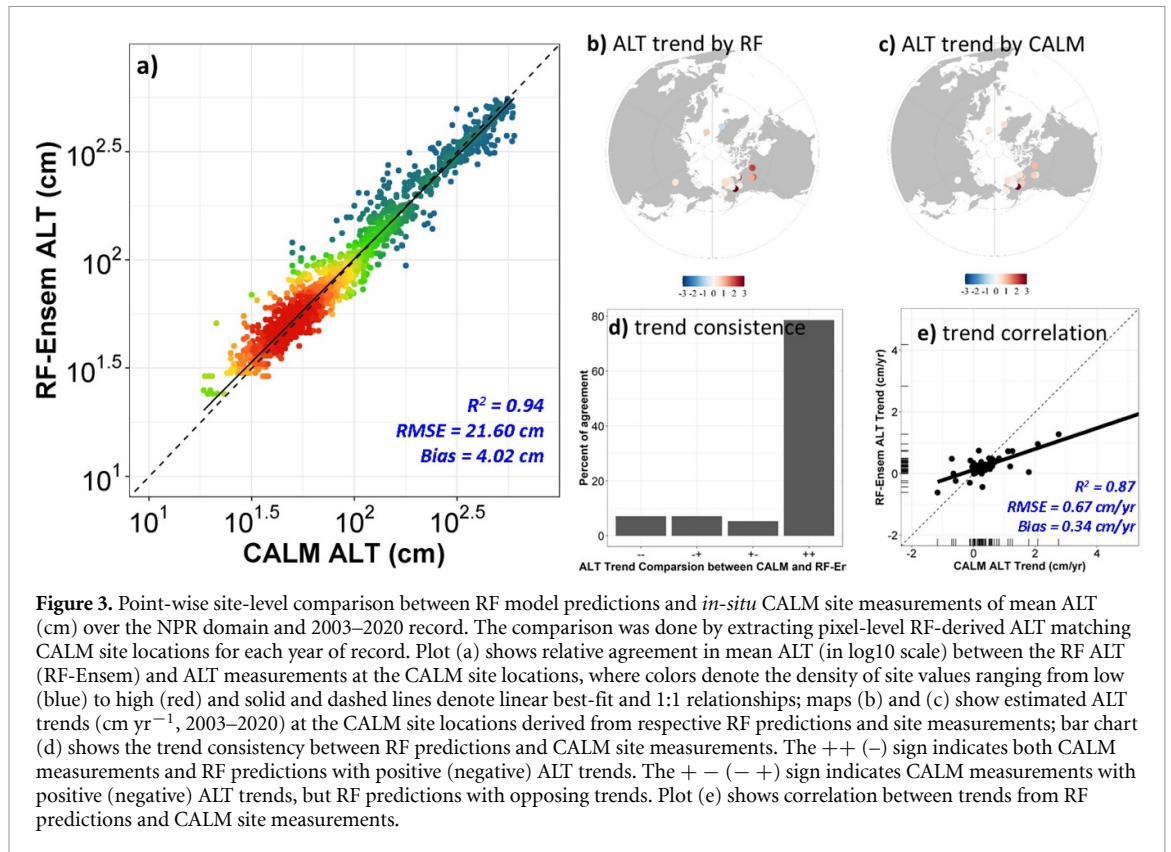 a)
RF-Ensem ALT (cm)
10^2.5
10^2
10^1.5
10^1
R² = 0.94
RMSE = 21.60 cm
Bias = 4.02 cm
10^1 10^1.5 10^2 10^2.5
CALM ALT (cm)
b) ALT trend by RF
-3 -2 -1 0 1 2 3
c) ALT trend by CALM
-3 -2 -1 0 1 2 3
d) trend consistence
Percent of agreement
80
60
40
20
0
-- -+ +- ++
ALT Trend Comparsion between CALM and RF-Er
e) trend correlation
RF-Ensem ALT Trend (cm/yr)
4
2
0
-2
R² = 0.87
RMSE = 0.67 cm/yr
Bias = 0.34 cm/yr
-2 0 2 4
CALM ALT Trend (cm/yr)
Figure 3. Point-wise site-level comparison between RF model predictions and in-situ CALM site measurements of mean ALT
(cm) over the NPR domain and 2003–2020 record. The comparison was done by extracting pixel-level RF-derived ALT matching
CALM site locations for each year of record. Plot (a) shows relative agreement in mean ALT (in log10 scale) between the RF ALT
(RF-Ensem) and ALT measurements at the CALM site locations, where colors denote the density of site values ranging from low
(blue) to high (red) and solid and dashed lines denote linear best-fit and 1:1 relationships; maps (b) and (c) show estimated ALT
trends (cm yr⁻¹, 2003–2020) at the CALM site locations derived from respective RF predictions and site measurements; bar chart
(d) shows the trend consistency between RF predictions and CALM site measurements. The ++ (–) sign indicates both CALM
measurements and RF predictions with positive (negative) ALT trends. The + − (− +) sign indicates CALM measurements with
positive (negative) ALT trends, but RF predictions with opposing trends. Plot (e) shows correlation between trends from RF
predictions and CALM site measurements.